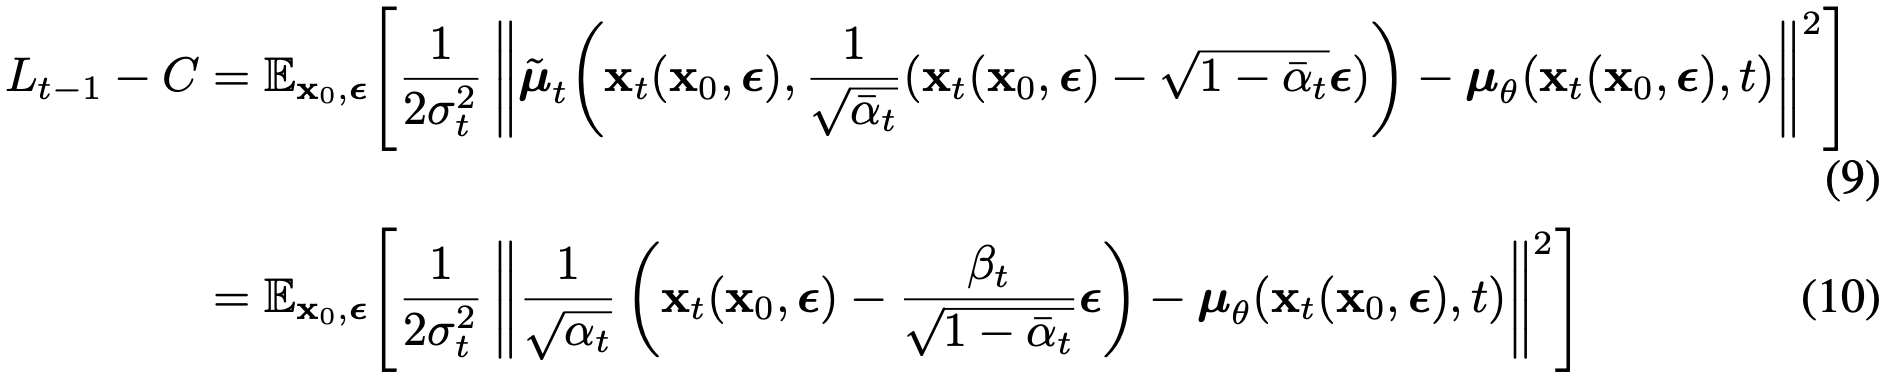 L_{t-1} - C = \mathbb{E}_{\mathbf{x}_0, \boldsymbol{\epsilon}} \left[ \frac{1}{2\sigma_t^2} \left\| \tilde{\boldsymbol{\mu}}_t \left( \mathbf{x}_t(\mathbf{x}_0, \boldsymbol{\epsilon}), \frac{1}{\sqrt{\bar{\alpha}_t}} (\mathbf{x}_t(\mathbf{x}_0, \boldsymbol{\epsilon}) - \sqrt{1 - \bar{\alpha}_t} \boldsymbol{\epsilon}) \right) - \boldsymbol{\mu}_\theta(\mathbf{x}_t(\mathbf{x}_0, \boldsymbol{\epsilon}), t) \right\|^2 \right]
(9)
= \mathbb{E}_{\mathbf{x}_0, \boldsymbol{\epsilon}} \left[ \frac{1}{2\sigma_t^2} \left\| \frac{1}{\sqrt{\alpha_t}} \left( \mathbf{x}_t(\mathbf{x}_0, \boldsymbol{\epsilon}) - \frac{\beta_t}{\sqrt{1 - \bar{\alpha}_t}} \boldsymbol{\epsilon} \right) - \boldsymbol{\mu}_\theta(\mathbf{x}_t(\mathbf{x}_0, \boldsymbol{\epsilon}), t) \right\|^2 \right] (10)